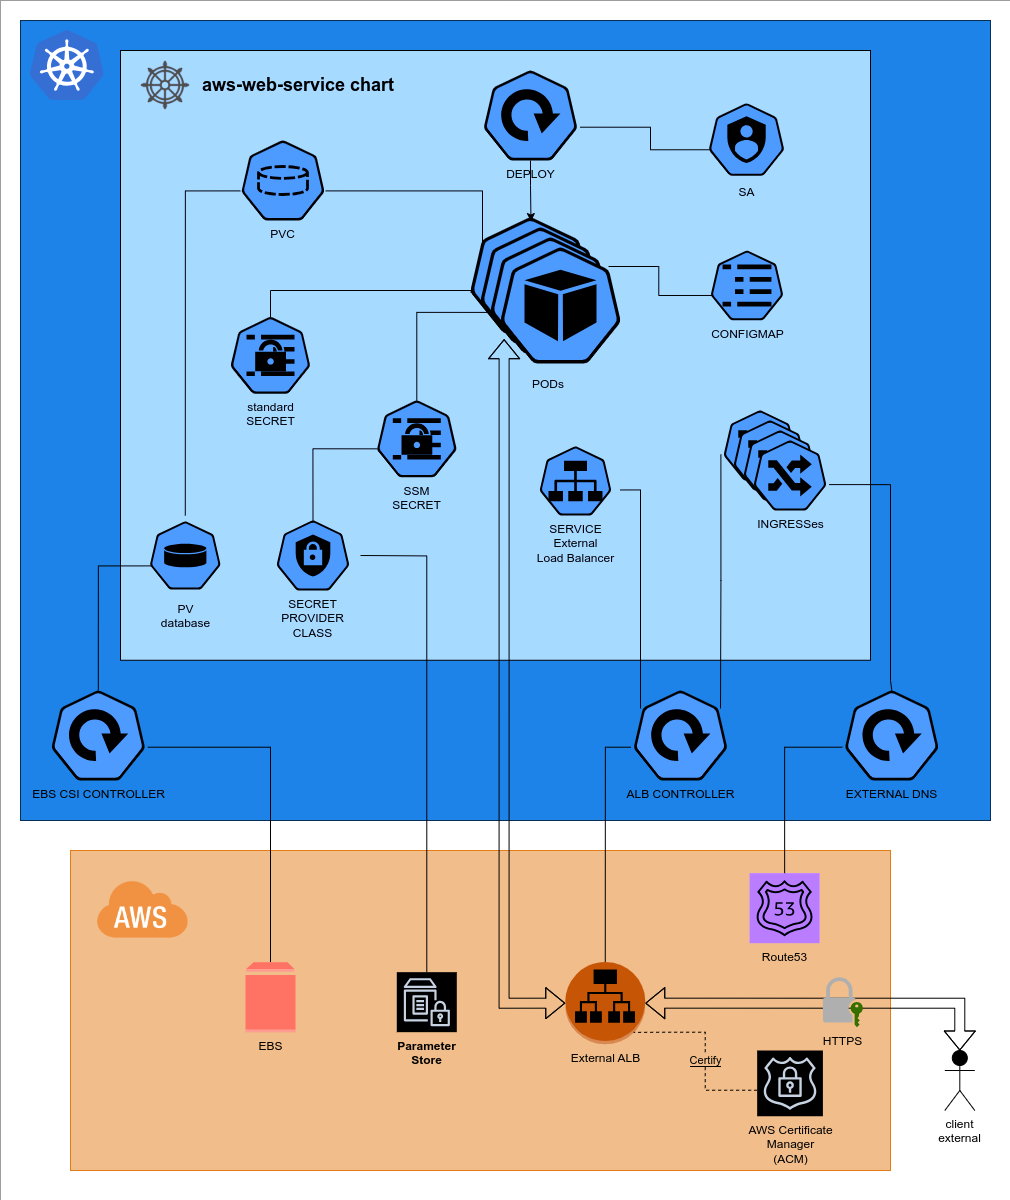 aws-web-service chart
DEPLOY
SA
PVC
CONFIGMAP
PODs
standard
SECRET
SSM
SECRET
INGRESSes
SERVICE
External
Load Balancer
PV
database
SECRET
PROVIDER
CLASS
EBS CSI CONTROLLER
ALB CONTROLLER
EXTERNAL DNS
AWS
53
Route53
EBS
Parameter
Store
External ALB
HTTPS
Certify
AWS Certificate
Manager
(ACM)
client
external